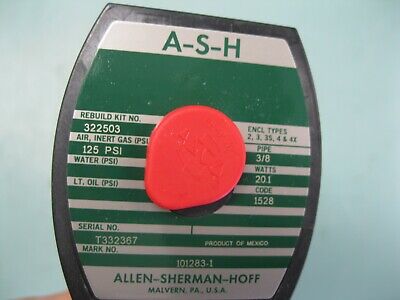 A-S-H
REBUILD KIT NO.
322503
AIR, INERT GAS (PSI)
125 PSI
WATER (PSI)
LT. OIL (PSI)
ENCL TYPES
2, 3, 3S, 4 & 4X
PIPE
3/8
WATTS
20.1
CODE
1528
SERIAL NO.
T332367
PRODUCT OF MEXICO
MARK NO.
101283-1
ALLEN-SHERMAN-HOFF
MALVERN, PA., U.S.A.